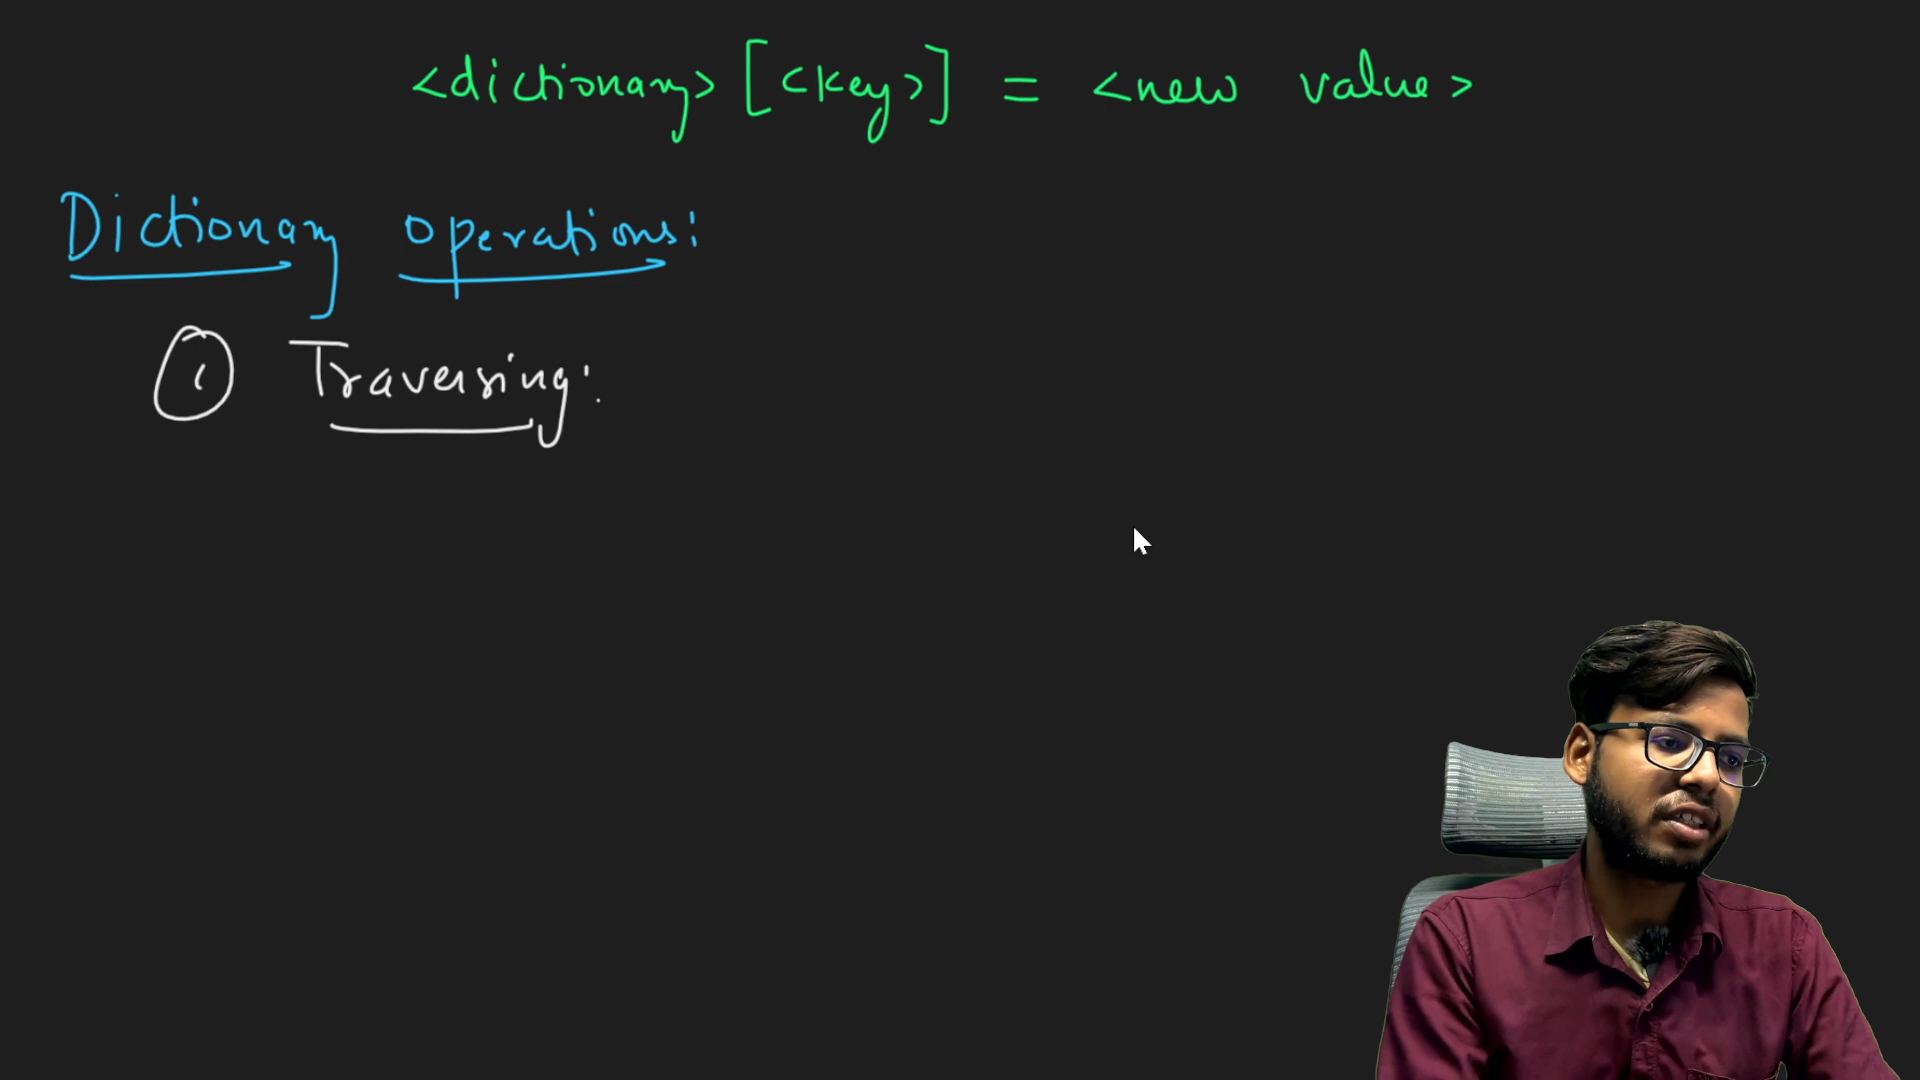 <dictionary> [<key>] = <new value>
Dictionary operations:
① Traversing: